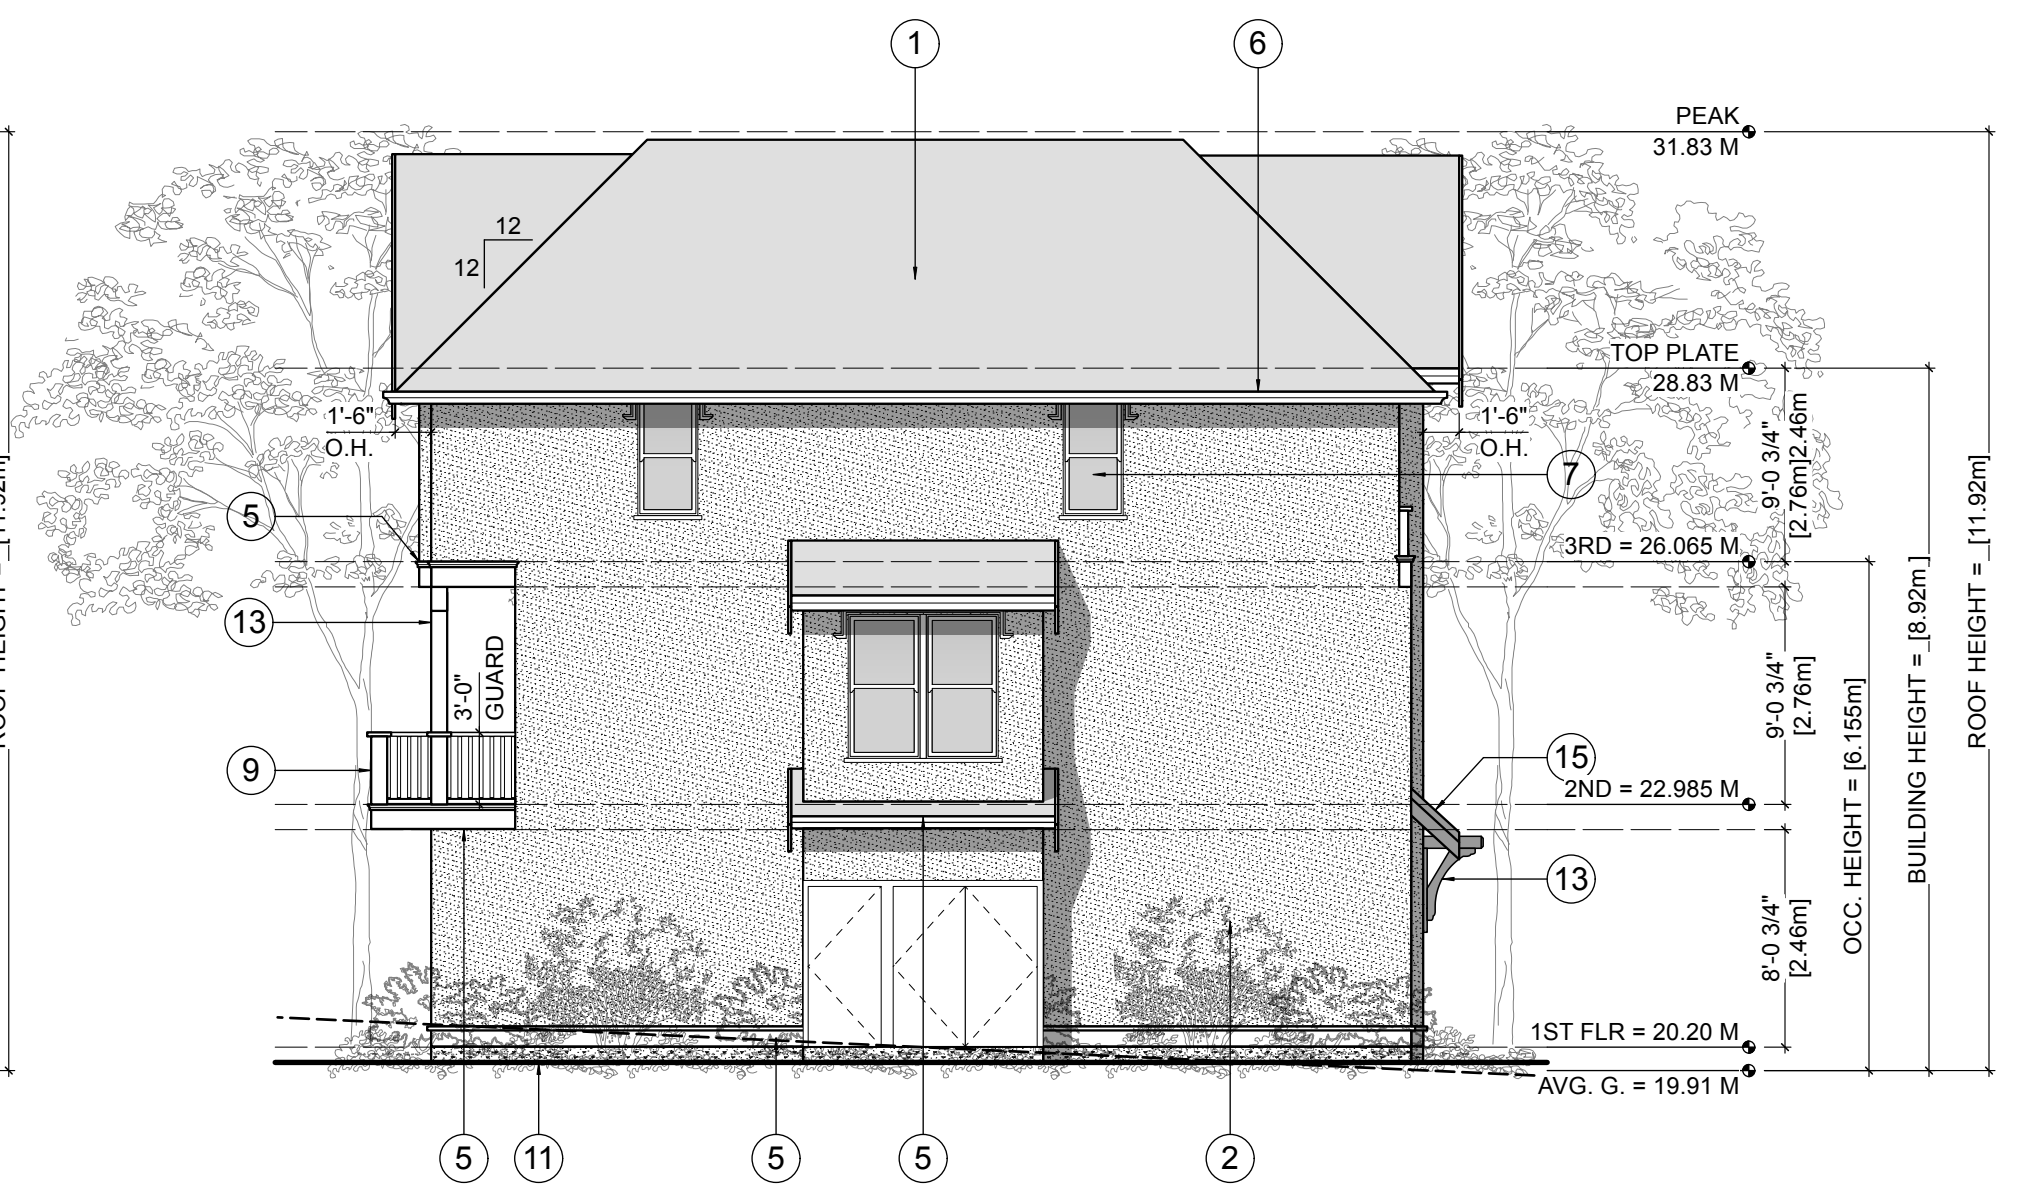 1
6
PEAK
31.83 M
12
12
TOP PLATE
28.83 M
1'-6"
O.H.
1'-6"
O.H.
7
9'-0 3/4"
[2.76m]2.46m
5
3RD = 26.065 M
13
3'-0"
GUARD
9'-0 3/4"
[2.76m]
OCC. HEIGHT = [6.155m]
BUILDING HEIGHT = [8.92m]
ROOF HEIGHT = [11.92m]
9
15
2ND = 22.985 M
13
8'-0 3/4"
[2.46m]
1ST FLR = 20.20 M
AVG. G. = 19.91 M
5
11
5
5
2